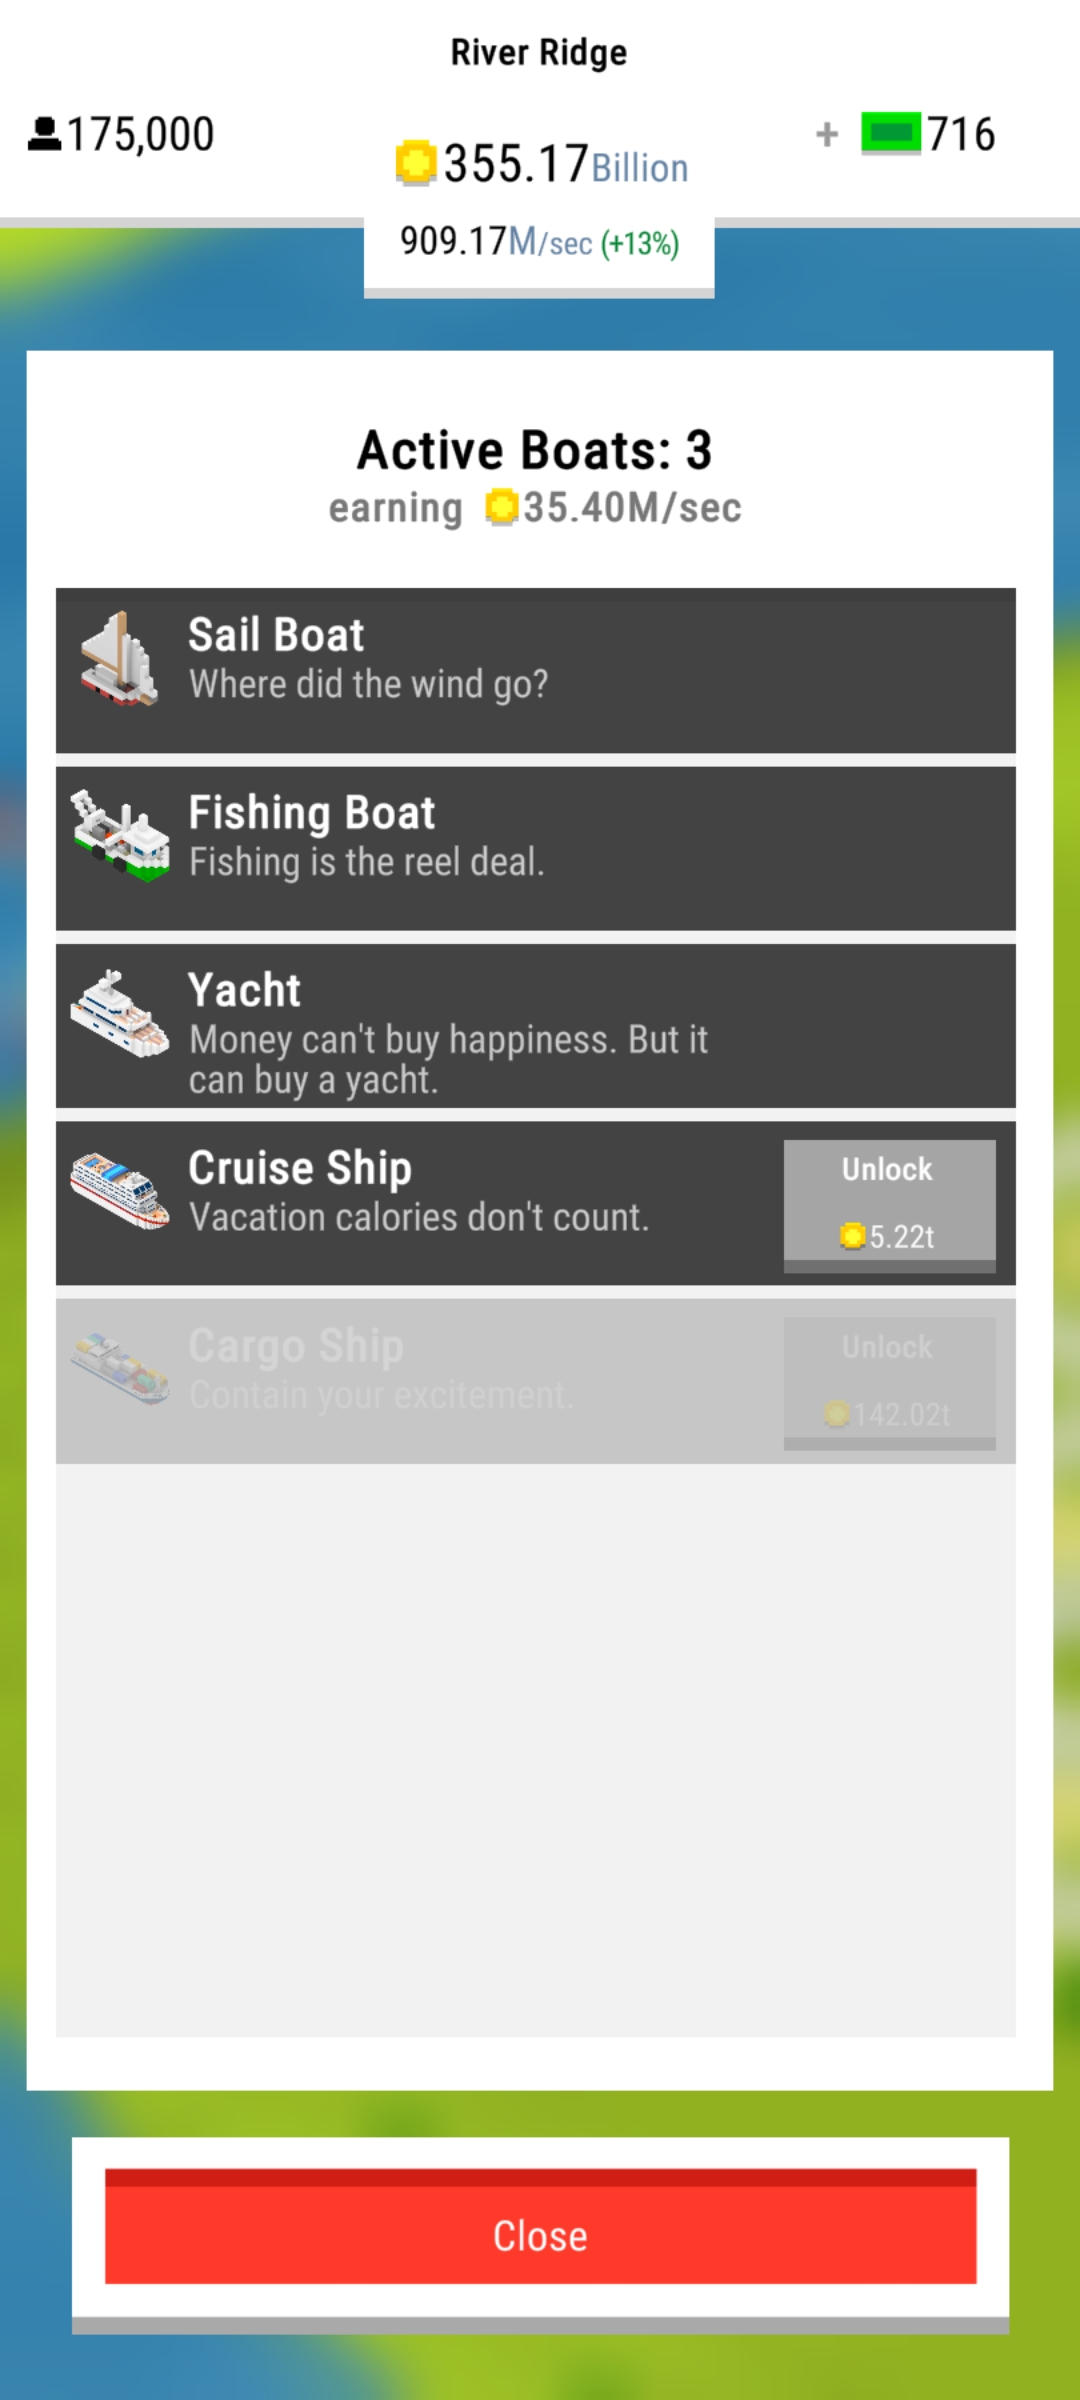 River Ridge
175,000
355.17Billion
+ 716
909.17M/sec (+13%)
Active Boats: 3
earning 35.40M/sec
Sail Boat
Where did the wind go?
Fishing Boat
Fishing is the reel deal.
Yacht
Money can't buy happiness. But it
can buy a yacht.
Cruise Ship
Vacation calories don't count.
Unlock
5.22t
Cargo Ship
Contain your excitement.
Unlock
142.02t
Close